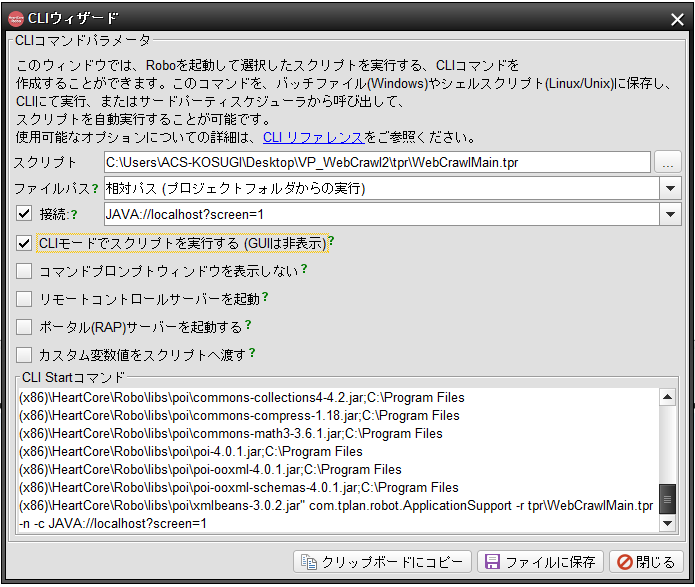 CLIウィザード
CLIコマンドパラメータ
このウィンドウでは、Roboを起動して選択したスクリプトを実行する、CLIコマンドを
作成することができます。このコマンドを、バッチファイル(Windows)やシェルスクリプト(Linux/Unix)に保存し、
CLIにて実行、またはサードパーティスケジューラから呼び出して、
スクリプトを自動実行することが可能です。
使用可能なオプションについての詳細は、CLI リファレンスをご参照ください。
スクリプト C:\Users\ACS-KOSUGI\Desktop\VP_WebCrawl2\tpr\WebCrawlMain.tpr ...
ファイルパス? 相対パス (プロジェクトフォルダからの実行)
接続:? JAVA://localhost?screen=1
CLIモードでスクリプトを実行する (GUIは非表示)?
コマンドプロンプトウィンドウを表示しない?
リモートコントロールサーバーを起動?
ポータル(RAP)サーバーを起動する?
カスタム変数値をスクリプトへ渡す?
CLI Startコマンド
(x86)\HeartCore\Robo\libs\poi\commons-collections4-4.2.jar;C:\Program Files
(x86)\HeartCore\Robo\libs\poi\commons-compress-1.18.jar;C:\Program Files
(x86)\HeartCore\Robo\libs\poi\commons-math3-3.6.1.jar;C:\Program Files
(x86)\HeartCore\Robo\libs\poi\poi-4.0.1.jar;C:\Program Files
(x86)\HeartCore\Robo\libs\poi\poi-ooxml-4.0.1.jar;C:\Program Files
(x86)\HeartCore\Robo\libs\poi\poi-ooxml-schemas-4.0.1.jar;C:\Program Files
(x86)\HeartCore\Robo\libs\poi\xmlbeans-3.0.2.jar" com.tplan.robot.ApplicationSupport -r tpr\WebCrawlMain.tpr
-n -c JAVA://localhost?screen=1
クリップボードにコピー ファイルに保存 閉じる